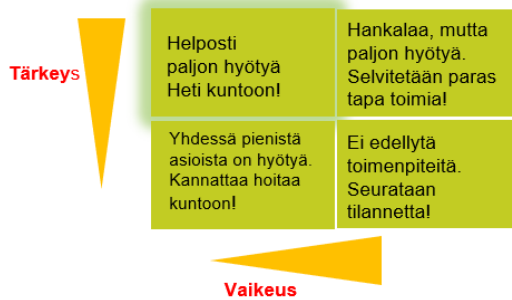 Tärkeys
Helposti
paljon hyötyä
Heti kuntoon!
Hankalaa, mutta
paljon hyötyä.
Selvitetään paras
tapa toimia!
Yhdessä pienistä
asioista on hyötyä.
Kannattaa hoitaa
kuntoon!
Ei edellytä
toimenpiteitä.
Seurataan
tilannetta!
Vaikeus